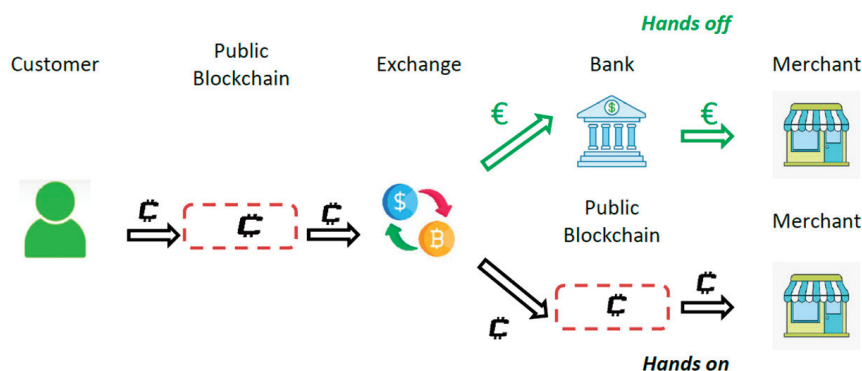 Hands off
Customer
Public
Blockchain
Exchange
Bank
Merchant
€
€
$
$
₿
Public
Blockchain
Merchant
Hands on